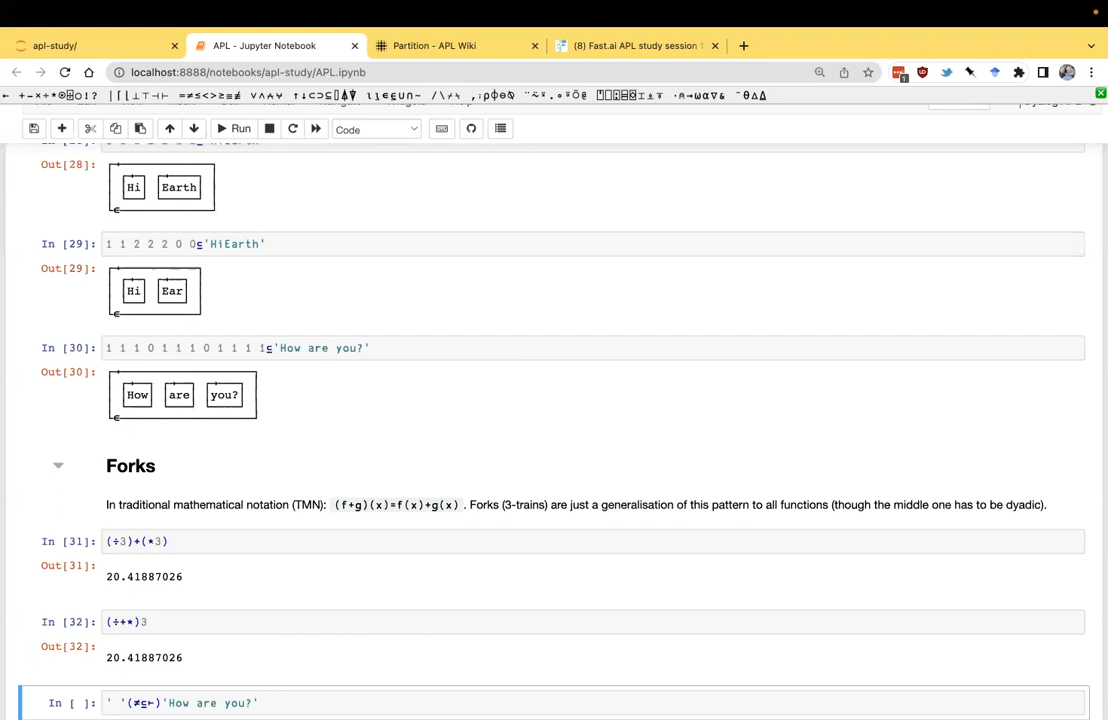 apl-study/
APL - Jupyter Notebook
Partition - APL Wiki
(8) Fast.ai APL study session 1
localhost:8888/notebooks/apl-study/APL.ipynb
Run
Code
Out[28]:
Hi Earth
In [29]: 1 1 2 2 2 0 0⊆'HiEarth'
Out[29]:
Hi Ear
In [30]: 1 1 1 0 1 1 1 0 1 1 1 1⊆'How are you?'
Out[30]:
How are you?
Forks
In traditional mathematical notation (TMN): (f+g)(x)=f(x)+g(x). Forks (3-trains) are just a generalisation of this pattern to all functions (though the middle one has to be dyadic).
In [31]: (÷3)+(*3)
Out[31]:
20.41887026
In [32]: (÷+*)3
Out[32]:
20.41887026
In [ ]: ' '(≠⊆⊢)'How are you?'